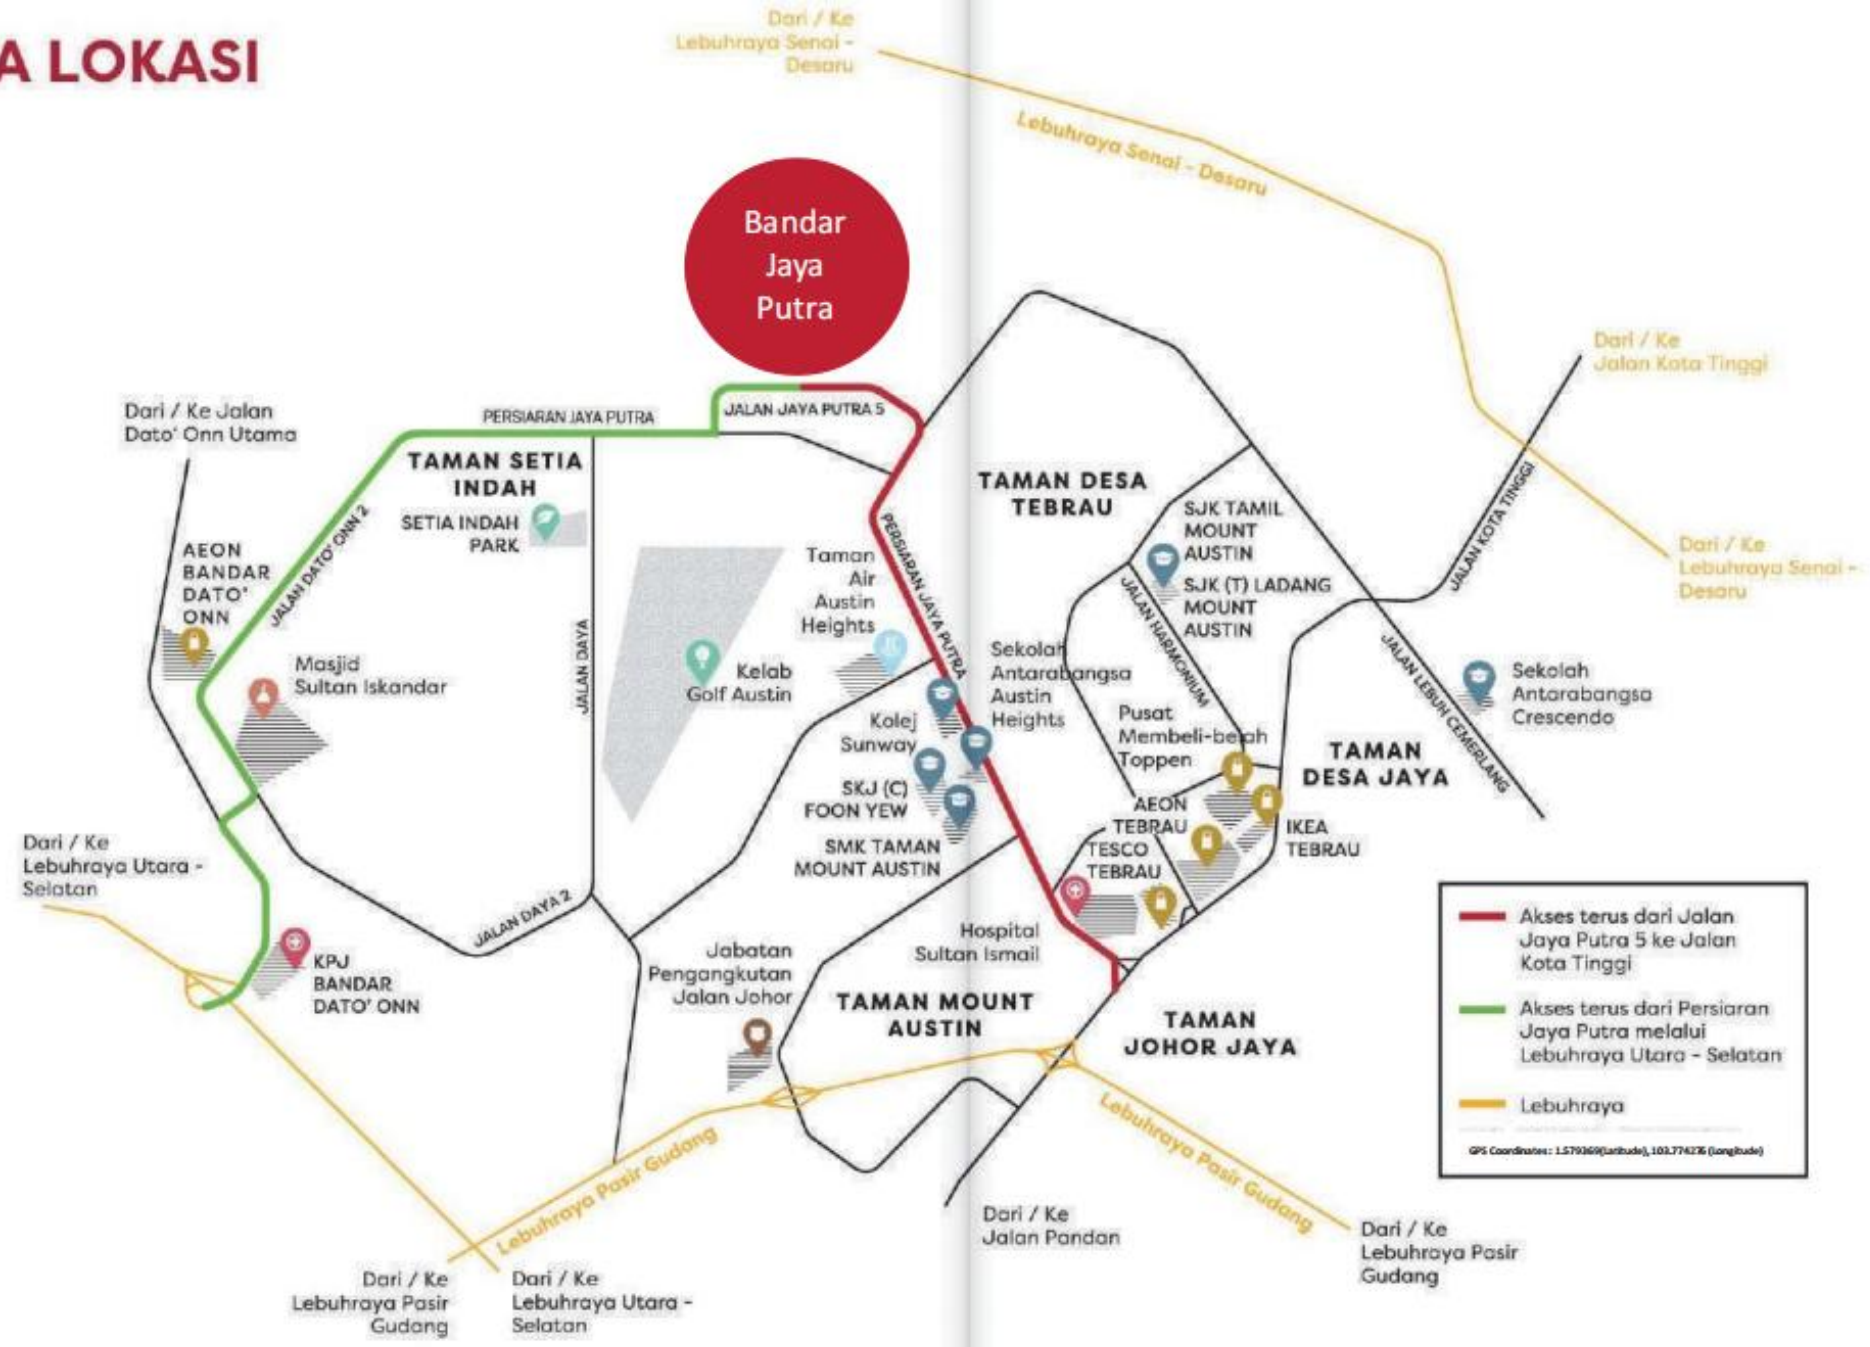 A LOKASI
Dari / Ke
Lebuhraya Senai -
Desaru
Lebuhraya Senai - Desaru
Bandar
Jaya
Putra
Dari / Ke
Jalan Kota Tinggi
Dari / Ke Jalan
Dato' Onn Utama
PERSIARAN JAYA PUTRA
JALAN JAYA PUTRA 5
TAMAN SETIA
INDAH
SETIA INDAH
PARK
JALAN DATO' ONN 2
AEON
BANDAR
DATO'
ONN
Masjid
Sultan Iskandar
JALAN DAYA
Kelab
Golf Austin
Taman
Air
Austin
Heights
PERSIARAN JAYA PUTRA
TAMAN DESA
TEBRAU
SJK TAMIL
MOUNT
AUSTIN
SJK (T) LADANG
MOUNT
AUSTIN
JALAN HARMONIUM
JALAN KOTA TINGGI
Dari / Ke
Lebuhraya Senai -
Desaru
Sekolah
Antarabangsa
Austin
Heights
Kolej
Sunway
SKJ (C)
FOON YEW
SMK TAMAN
MOUNT AUSTIN
Pusat
Membeli-belah
Toppen
TAMAN
DESA JAYA
JALAN LEBUH CEMERLANG
Sekolah
Antarabangsa
Crescendo
AEON
TEBRAU
TESCO
TEBRAU
IKEA
TEBRAU
Dari / Ke
Lebuhraya Utara -
Selatan
JALAN DAYA 2
KPJ
BANDAR
DATO' ONN
Hospital
Sultan Ismail
Jabatan
Pengangkutan
Jalan Johor
TAMAN MOUNT
AUSTIN
TAMAN
JOHOR JAYA
Akses terus dari Jalan
Jaya Putra 5 ke Jalan
Kota Tinggi
Akses terus dari Persiaran
Jaya Putra melalui
Lebuhraya Utara - Selatan
Lebuhraya
GPS Coordinates: 1.579369(Latitude), 103.774276 (Longitude)
Lebuhraya Pasir Gudang
Lebuhraya Pasir Gudang
Dari / Ke
Jalan Pandan
Dari / Ke
Lebuhraya Pasir
Gudang
Dari / Ke
Lebuhraya Pasir
Gudang
Dari / Ke
Lebuhraya Utara -
Selatan